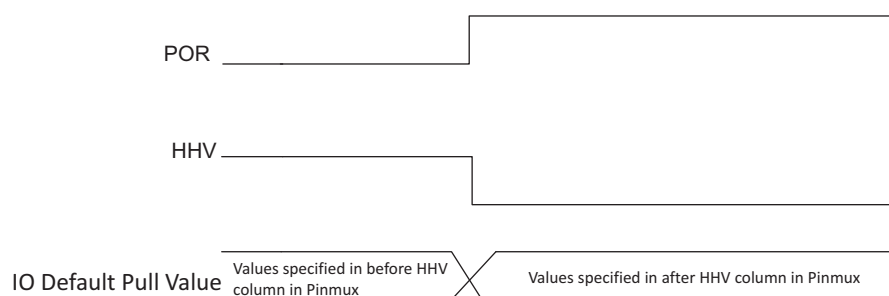 POR
HHV
IO Default Pull Value
Values specified in before HHV
column in Pinmux
Values specified in after HHV column in Pinmux